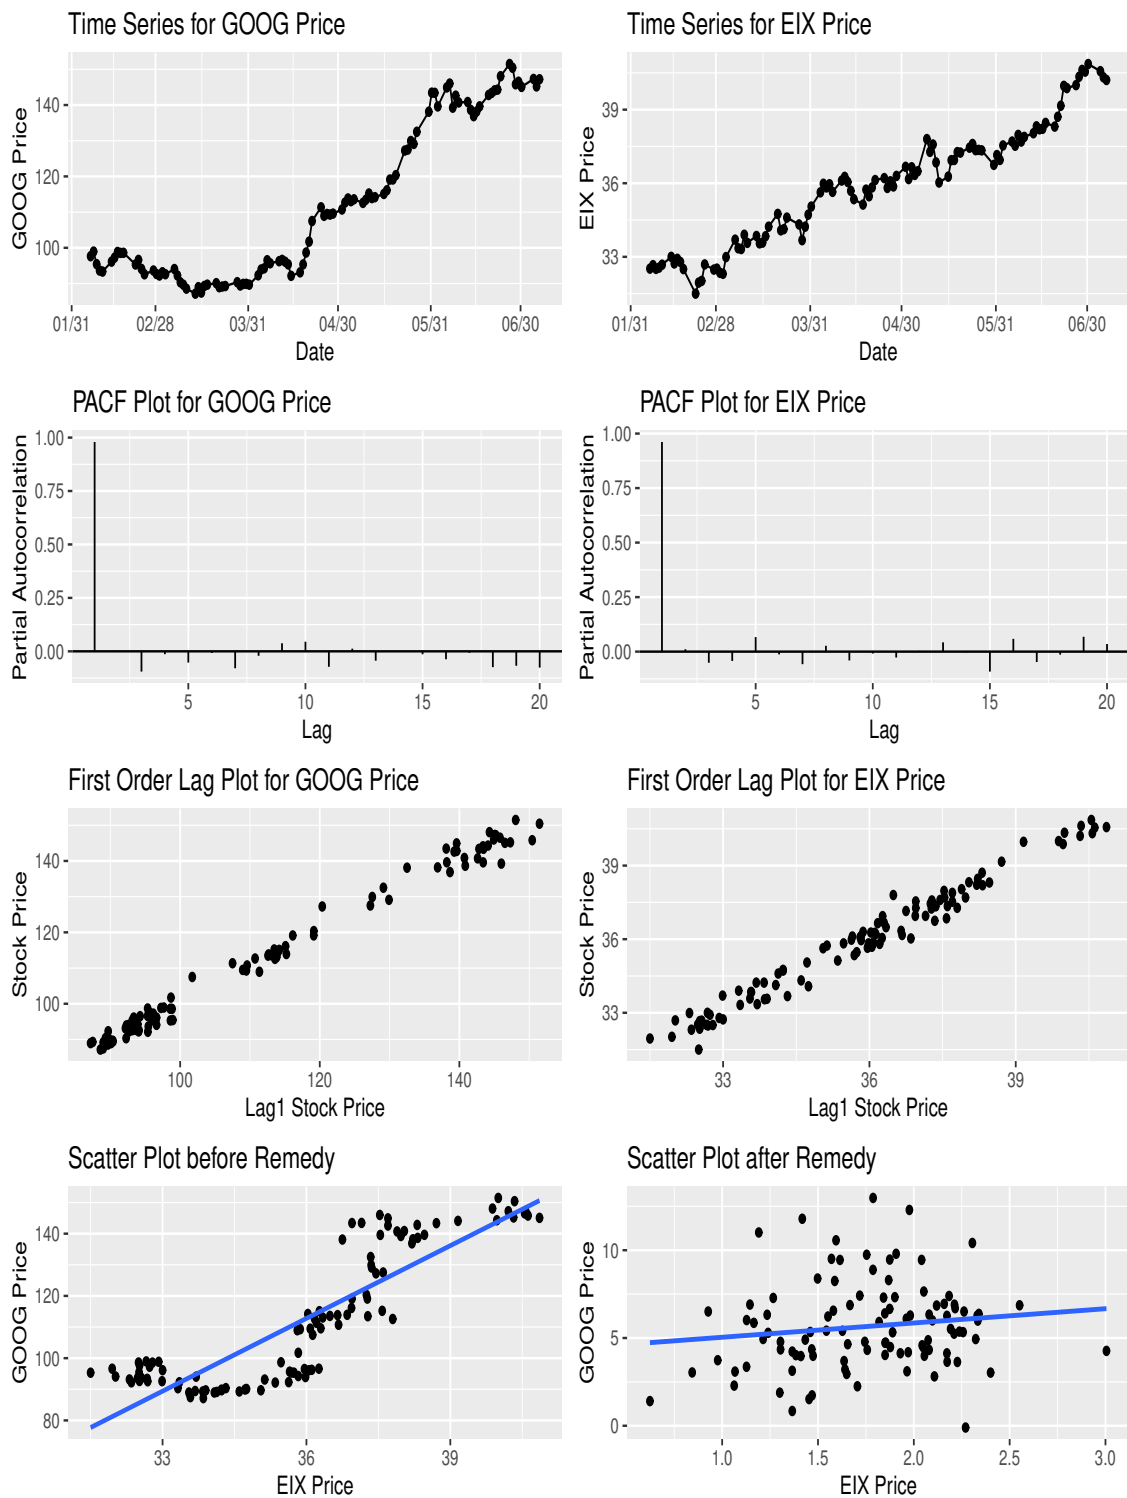 Time Series for GOOG Price
GOOG Price
140
120
100
01/31 02/28 03/31 04/30 05/31 06/30
Date
Time Series for EIX Price
EIX Price
39
36
33
01/31 02/28 03/31 04/30 05/31 06/30
Date
PACF Plot for GOOG Price
Partial Autocorrelation
1.00
0.75
0.50
0.25
0.00
5 10 15 20
Lag
PACF Plot for EIX Price
Partial Autocorrelation
1.00
0.75
0.50
0.25
0.00
5 10 15 20
Lag
First Order Lag Plot for GOOG Price
Stock Price
140
120
100
100 120 140
Lag1 Stock Price
First Order Lag Plot for EIX Price
Stock Price
39
36
33
33 36 39
Lag1 Stock Price
Scatter Plot before Remedy
GOOG Price
140
120
100
80
33 36 39
EIX Price
Scatter Plot after Remedy
GOOG Price
10
5
0
1.0 1.5 2.0 2.5 3.0
EIX Price